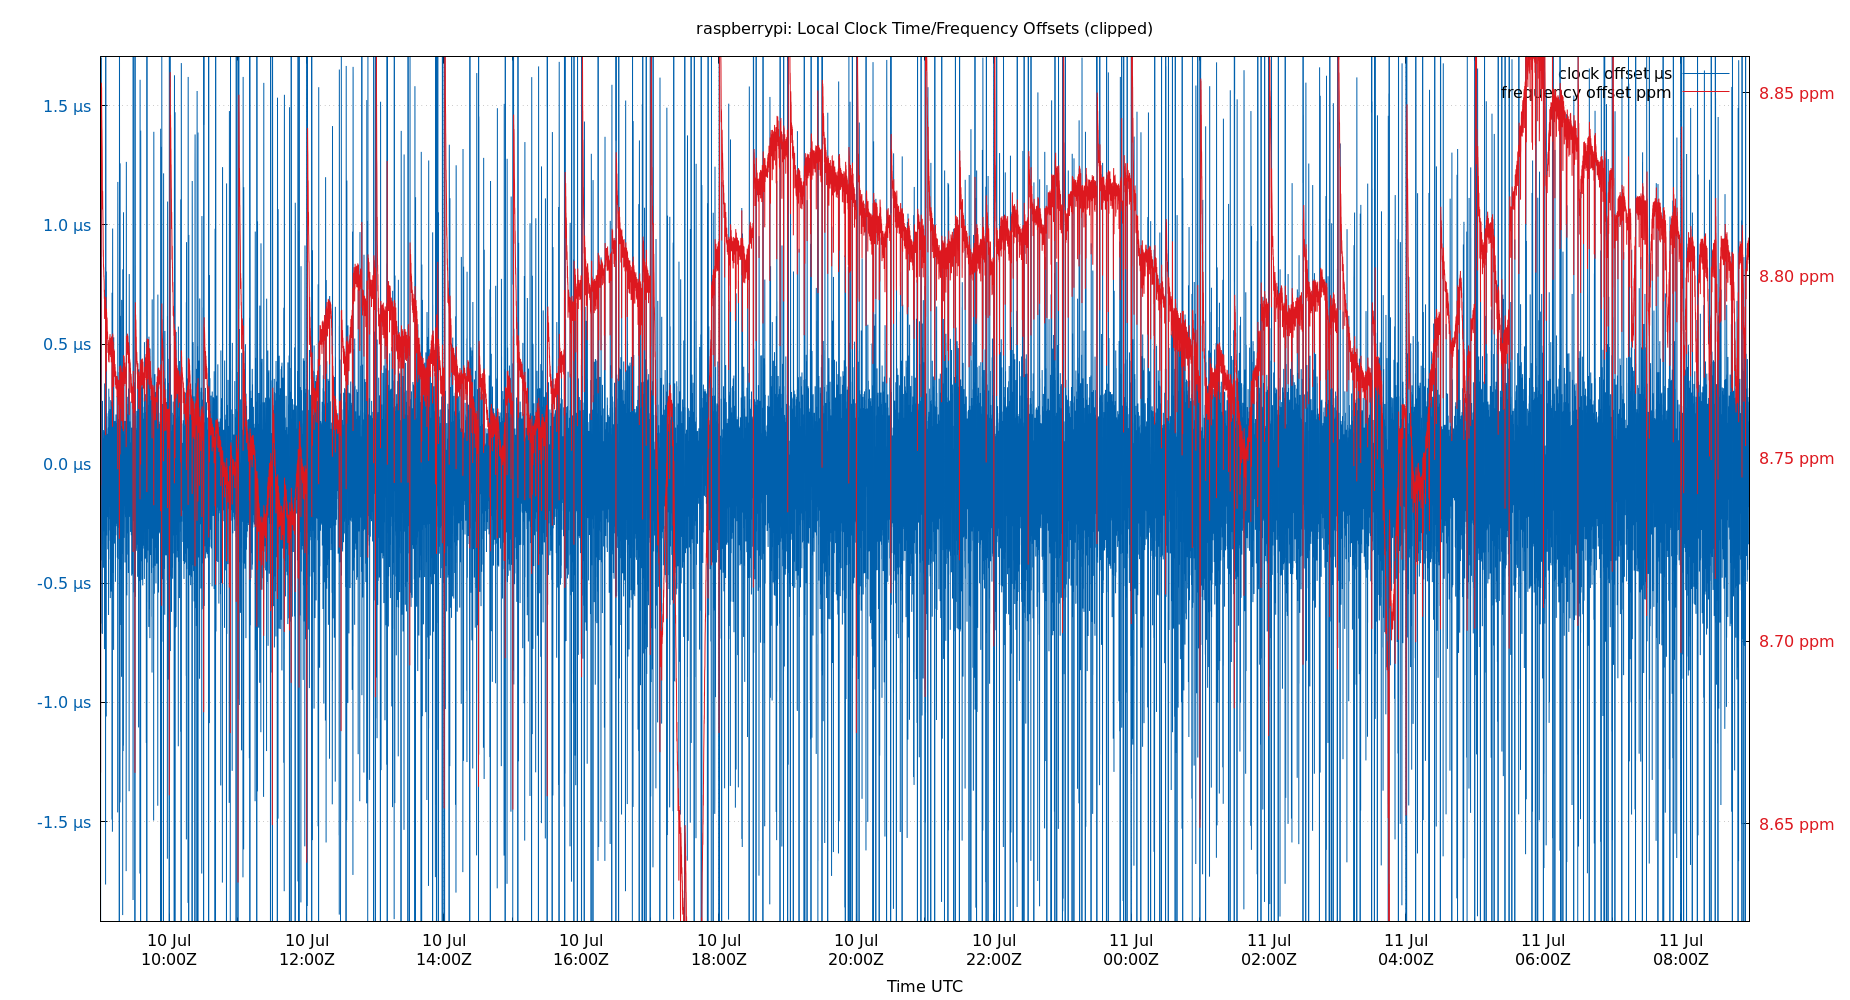 raspberrypi: Local Clock Time/Frequency Offsets (clipped)
clock offset µs
frequency offset ppm
1.5 µs
1.0 µs
0.5 µs
0.0 µs
-0.5 µs
-1.0 µs
-1.5 µs
8.85 ppm
8.80 ppm
8.75 ppm
8.70 ppm
8.65 ppm
10 Jul 10 Jul 10 Jul 10 Jul 10 Jul 10 Jul 10 Jul 11 Jul 11 Jul 11 Jul 11 Jul 11 Jul
10:00Z 12:00Z 14:00Z 16:00Z 18:00Z 20:00Z 22:00Z 00:00Z 02:00Z 04:00Z 06:00Z 08:00Z
Time UTC